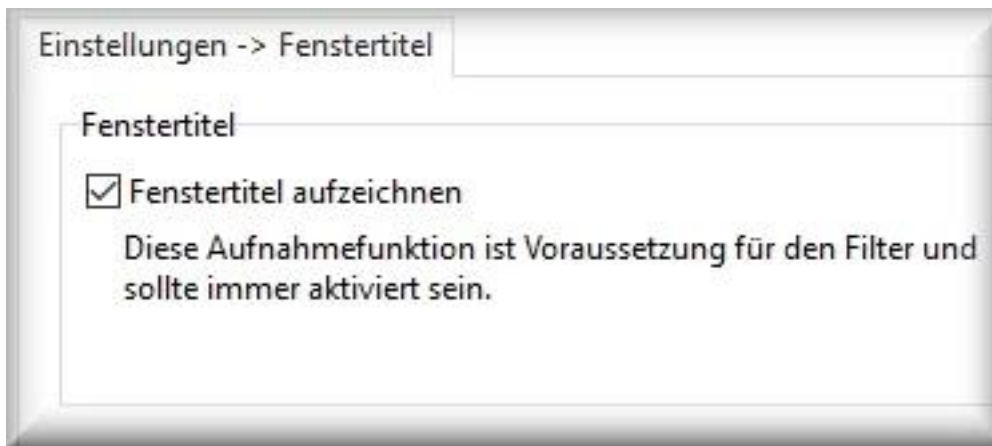 Einstellungen -> Fenstertitel
Fenstertitel
Fenstertitel aufzeichnen
Diese Aufnahmefunktion ist Voraussetzung für den Filter und
sollte immer aktiviert sein.